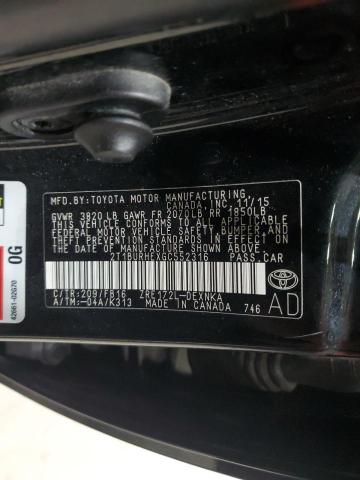 MFD.BY:TOYOTA MOTOR MANUFACTURING,
CANADA, INC. 11/15
GVWR 3820 LB GAWR FR 2020LB RR 1850LB
THIS VEHICLE CONFORMS TO ALL APPLICABLE
FEDERAL MOTOR VEHICLE SAFETY, BUMPER, AND
THEFT PREVENTION STANDARDS IN EFFECT ON
THE DATE OF MANUFACTURE SHOWN ABOVE.
2T1BURHEXGC552316 PASS.CAR
C/TR:209/FB16 ZRE172L-DEXNKA
A/TM:-04A/K313 MADE IN CANADA 746
AD
0G
42661-02G70